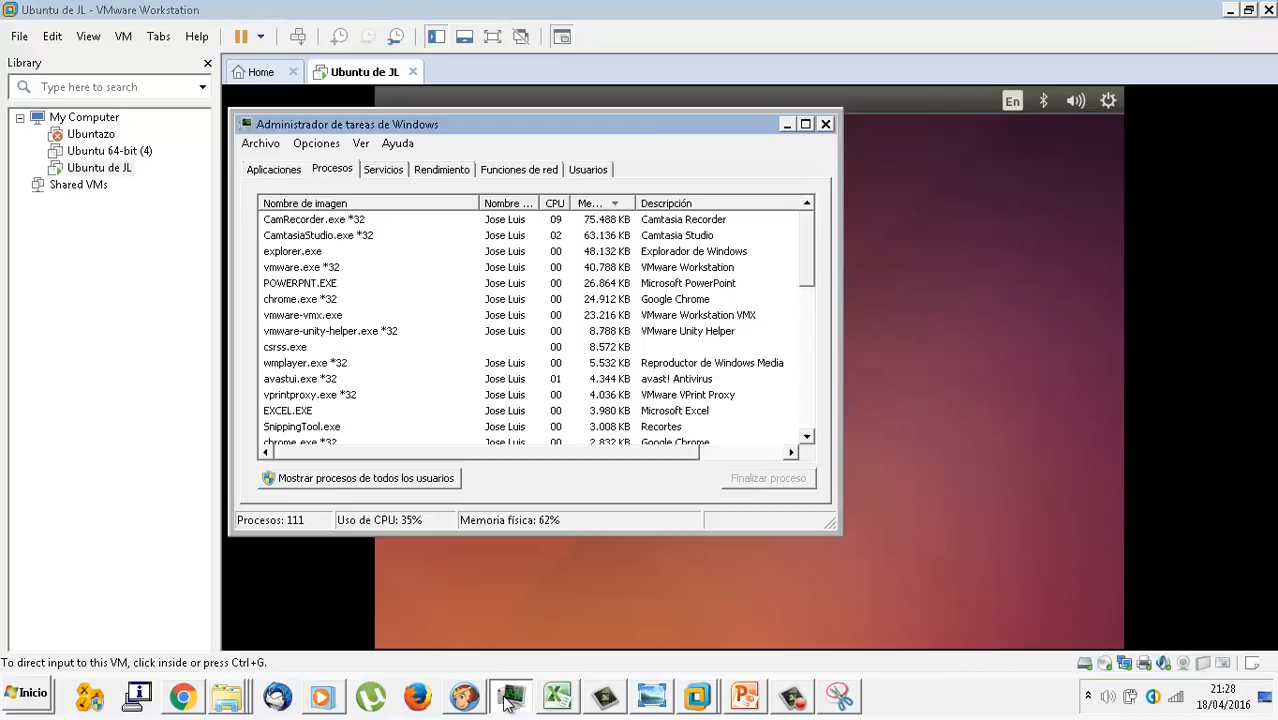 Ubuntu de JL - VMware Workstation
File Edit View VM Tabs Help
Library
Type here to search
My Computer
Ubuntazo
Ubuntu 64-bit (4)
Ubuntu de JL
Shared VMs
Home
Ubuntu de JL
En
Administrador de tareas de Windows
Archivo Opciones Ver Ayuda
Aplicaciones Procesos Servicios Rendimiento Funciones de red Usuarios
Nombre de imagen Nombre ... CPU Me... Descripción
CamRecorder.exe *32 Jose Luis 09 75.488 KB Camtasia Recorder
CamtasiaStudio.exe *32 Jose Luis 02 63.136 KB Camtasia Studio
explorer.exe Jose Luis 00 48.132 KB Explorador de Windows
vmware.exe *32 Jose Luis 00 40.788 KB VMware Workstation
POWERPNT.EXE Jose Luis 00 26.864 KB Microsoft PowerPoint
chrome.exe *32 Jose Luis 00 24.912 KB Google Chrome
vmware-vmx.exe Jose Luis 00 23.216 KB VMware Workstation VMX
vmware-unity-helper.exe *32 Jose Luis 00 8.788 KB VMware Unity Helper
csrss.exe 00 8.572 KB
wmplayer.exe *32 Jose Luis 00 5.532 KB Reproductor de Windows Media
avastui.exe *32 Jose Luis 01 4.344 KB avast! Antivirus
vprintproxy.exe *32 Jose Luis 00 4.036 KB VMware VPrint Proxy
EXCEL.EXE Jose Luis 00 3.980 KB Microsoft Excel
SnippingTool.exe Jose Luis 00 3.008 KB Recortes
chrome.exe *32 Jose Luis 00 2.832 KB Google Chrome
Mostrar procesos de todos los usuarios
Finalizar proceso
Procesos: 111 Uso de CPU: 35% Memoria física: 62%
To direct input to this VM, click inside or press Ctrl+G.
Inicio
21:28
18/04/2016